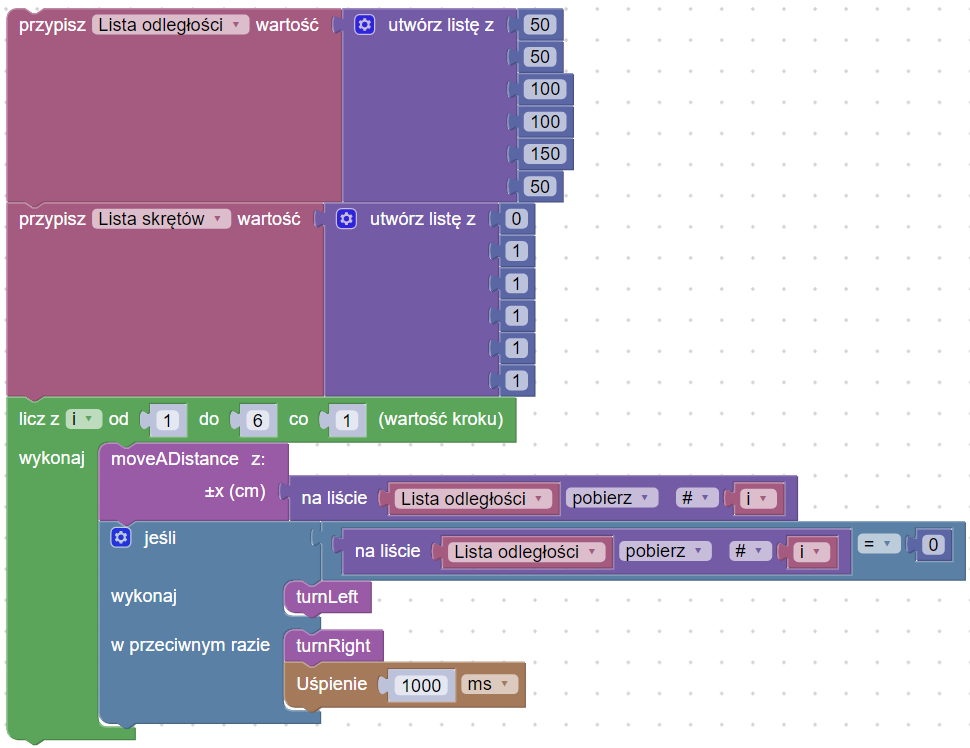 przypisz Lista odległości ▾ wartość utwórz listę z 50
50
100
100
150
50
przypisz Lista skrętów ▾ wartość utwórz listę z 0
1
1
1
1
1
licz z i ▾ od 1 do 6 co 1 (wartość kroku)
wykonaj moveADistance z:
±x (cm) na liście Lista odległości ▾ pobierz ▾ # ▾ i ▾
jeśli na liście Lista odległości ▾ pobierz ▾ # ▾ i ▾ = ▾ 0
wykonaj turnLeft
w przeciwnym razie turnRight
Uśpienie 1000 ms ▾